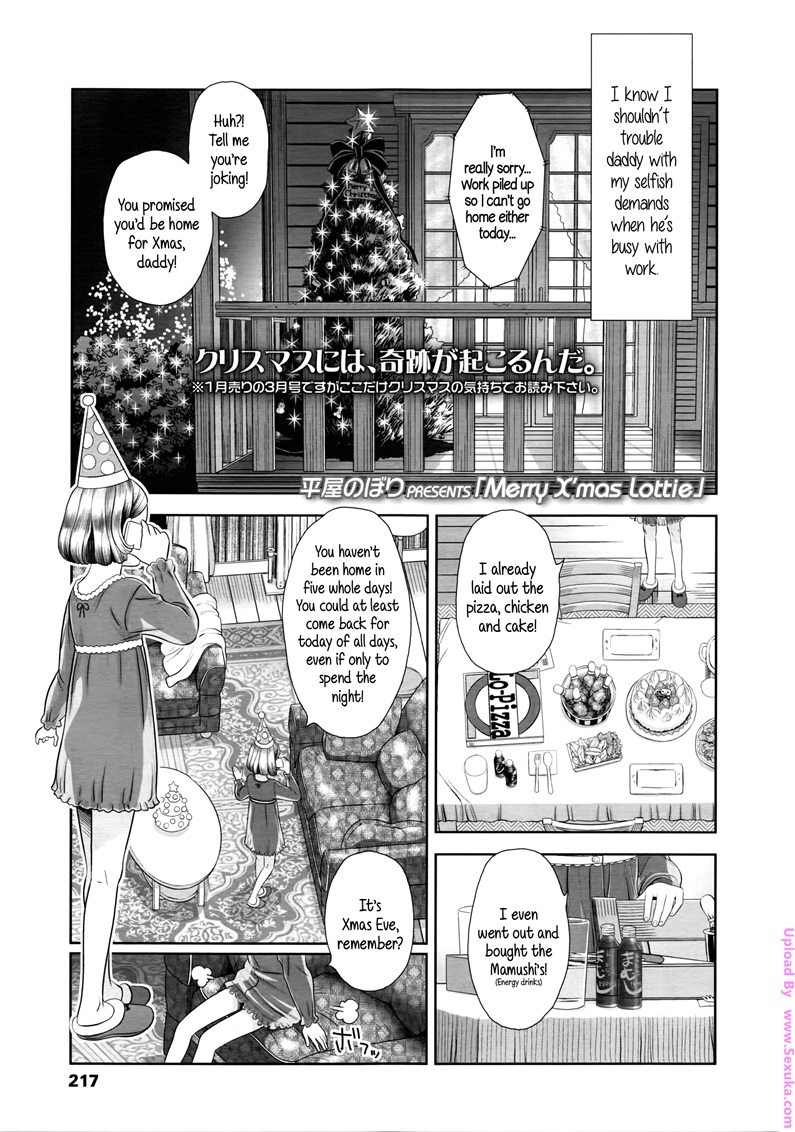 I know I
shouldn't
trouble
daddy with
my selfish
demands
when he's
busy with
work.
I'm
really sorry...
Work piled up
so I can't go
home either
today...
Huh?!
Tell me
you're
joking!
You promised
you'd be home
for Xmas,
daddy!
Merry
Christmas
クリスマスには、奇跡が起こるんだ。
※1月売りの3月号ですがここだけクリスマスの気持ちでお読み下さい。
平屋のぼり PRESENTS「Merry X'mas Lottie」
I already
laid out the
pizza, chicken
and cake!
Co-Pizza
You haven't
been home in
five whole days!
You could at least
come back for
today of all days,
even if only to
spend the
night!
I even
went out and
bought the
Mamushi's!
(Energy drinks)
まむし
It's
Xmas Eve,
remember?
ボフッ
217
Upload By www.Sexuka.com